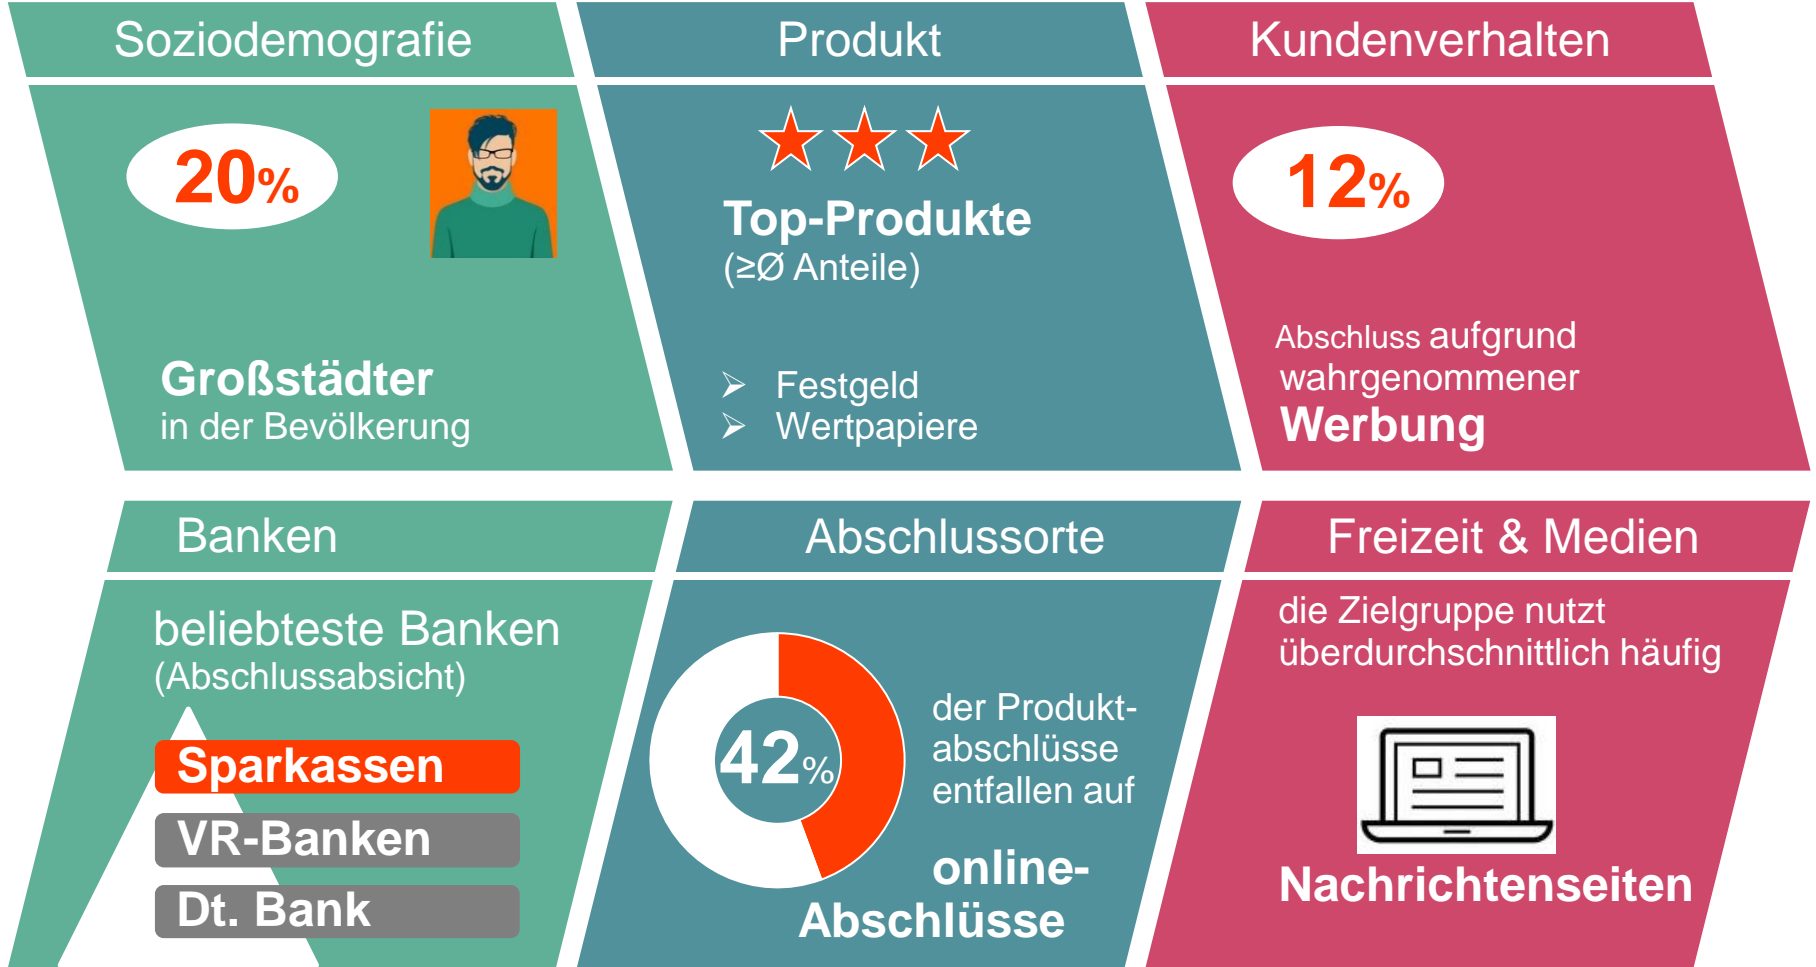 Soziodemografie
20%
Großstädter
in der Bevölkerung
Produkt
Top-Produkte
(≥Ø Anteile)
➢ Festgeld
➢ Wertpapiere
Kundenverhalten
12%
Abschluss aufgrund
wahrgenommener
Werbung
Banken
beliebteste Banken
(Abschlussabsicht)
Sparkassen
VR-Banken
Dt. Bank
Abschlussorte
42%
der Produkt-
abschlüsse
entfallen auf
online-
Abschlüsse
Freizeit & Medien
die Zielgruppe nutzt
überdurchschnittlich häufig
Nachrichtenseiten